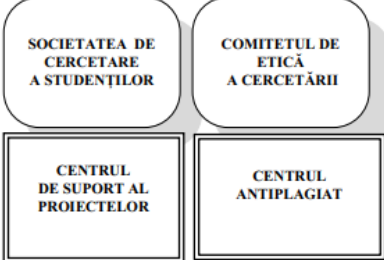 SOCIETATEA DE
CERCETARE
A STUDENȚILOR
COMITETUL DE
ETICĂ
A CERCETĂRII
CENTRUL
DE SUPORT AL
PROIECTELOR
CENTRUL
ANTIPLAGIAT